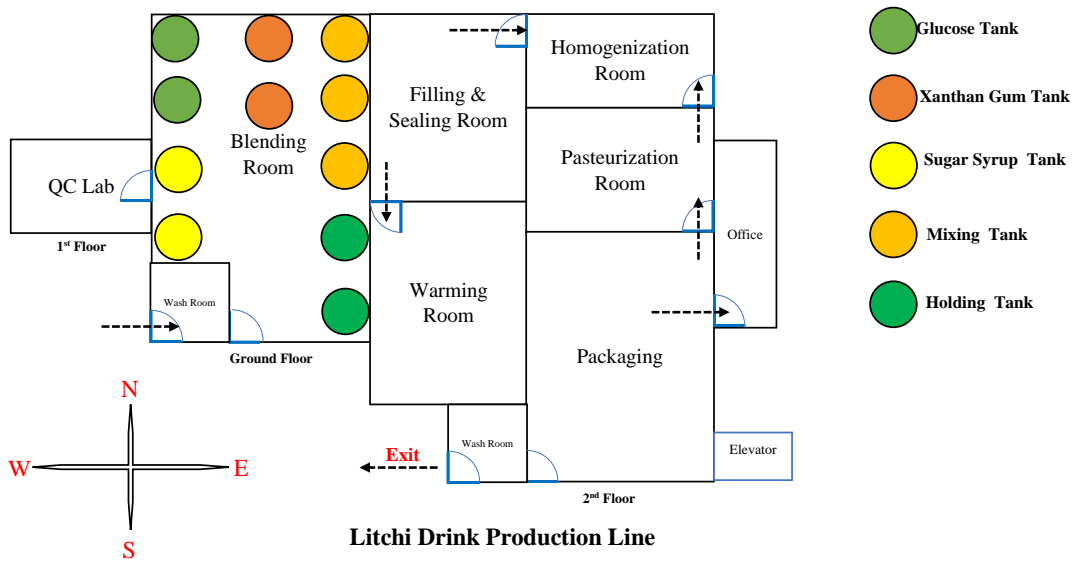 Homogenization
Room
Filling &
Sealing Room
Blending
Room
Pasteurization
Room
QC Lab
1st Floor
Office
Wash Room
Warming
Room
Packaging
Ground Floor
Wash Room
Exit
Elevator
2nd Floor
N
W
E
S
Litchi Drink Production Line
Glucose Tank
Xanthan Gum Tank
Sugar Syrup Tank
Mixing Tank
Holding Tank